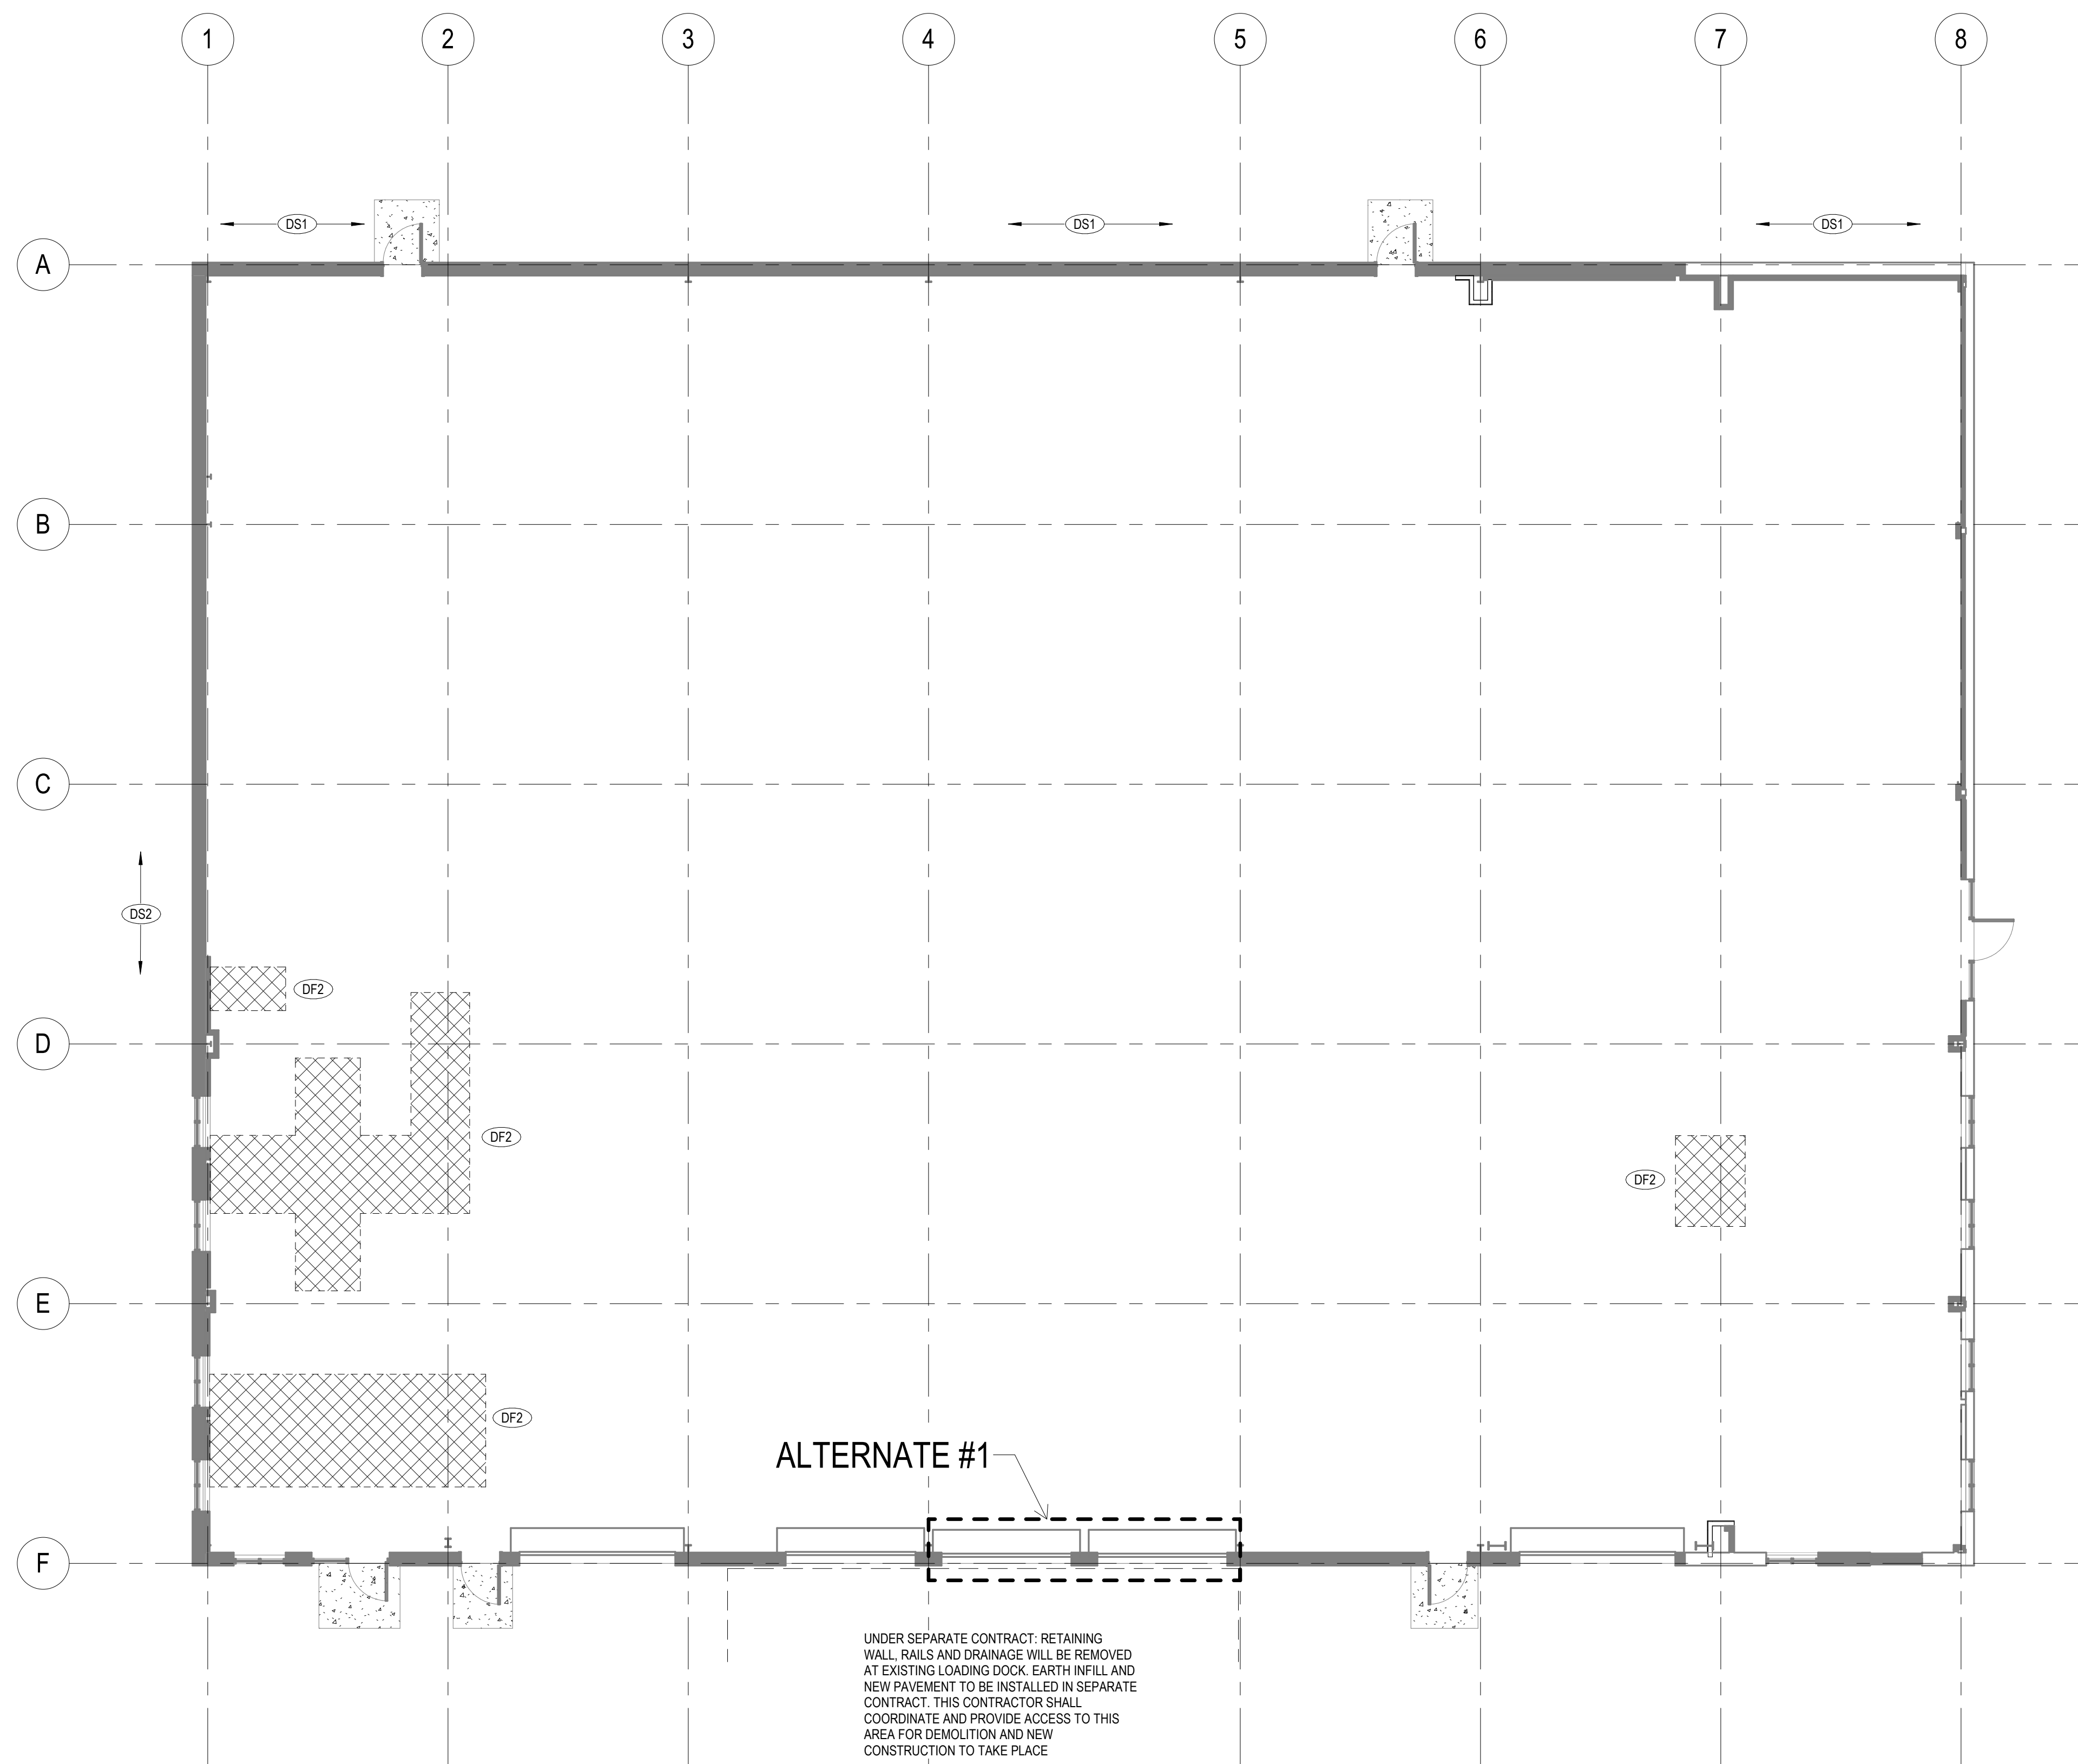 1
2
3
4
5
6
7
8
DS1
DS1
DS1
A
B
C
DS2
DF2
D
DF2
DF2
E
DF2
ALTERNATE #1
F
UNDER SEPARATE CONTRACT: RETAINING
WALL, RAILS AND DRAINAGE WILL BE REMOVED
AT EXISTING LOADING DOCK. EARTH INFILL AND
NEW PAVEMENT TO BE INSTALLED IN SEPARATE
CONTRACT. THIS CONTRACTOR SHALL
COORDINATE AND PROVIDE ACCESS TO THIS
AREA FOR DEMOLITION AND NEW
CONSTRUCTION TO TAKE PLACE